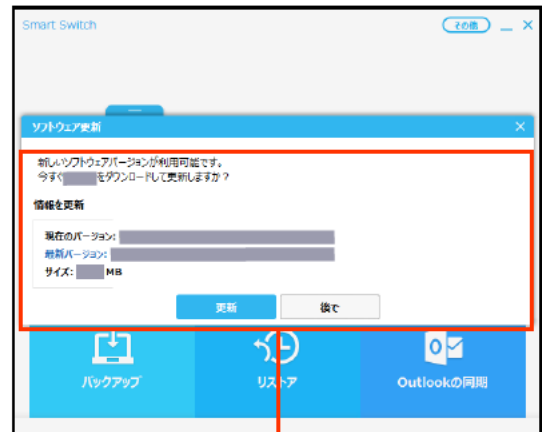 Smart Switch
その他
ソフトウェア更新
新しいソフトウェアバージョンが利用可能です。
今すぐ をダウンロードして更新しますか？
情報を更新
現在のバージョン:
最新バージョン:
サイズ: MB
更新 後で
バックアップ リストア Outlookの同期